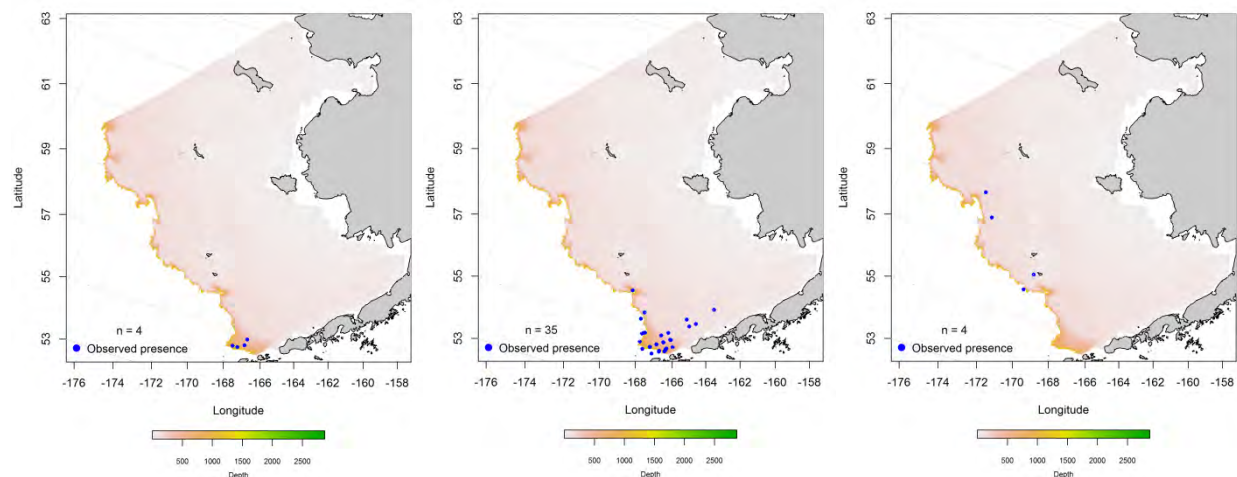 63
61
59
57
55
53
Latitude
n = 4
Observed presence
-176 -174 -172 -170 -168 -166 -164 -162 -160 -158
Longitude
500 1000 1500 2000 2500
Depth
63
61
59
57
55
53
Latitude
n = 35
Observed presence
-176 -174 -172 -170 -168 -166 -164 -162 -160 -158
Longitude
500 1000 1500 2000 2500
Depth
63
61
59
57
55
53
Latitude
n = 4
Observed presence
-176 -174 -172 -170 -168 -166 -164 -162 -160 -158
Longitude
500 1000 1500 2000 2500
Depth